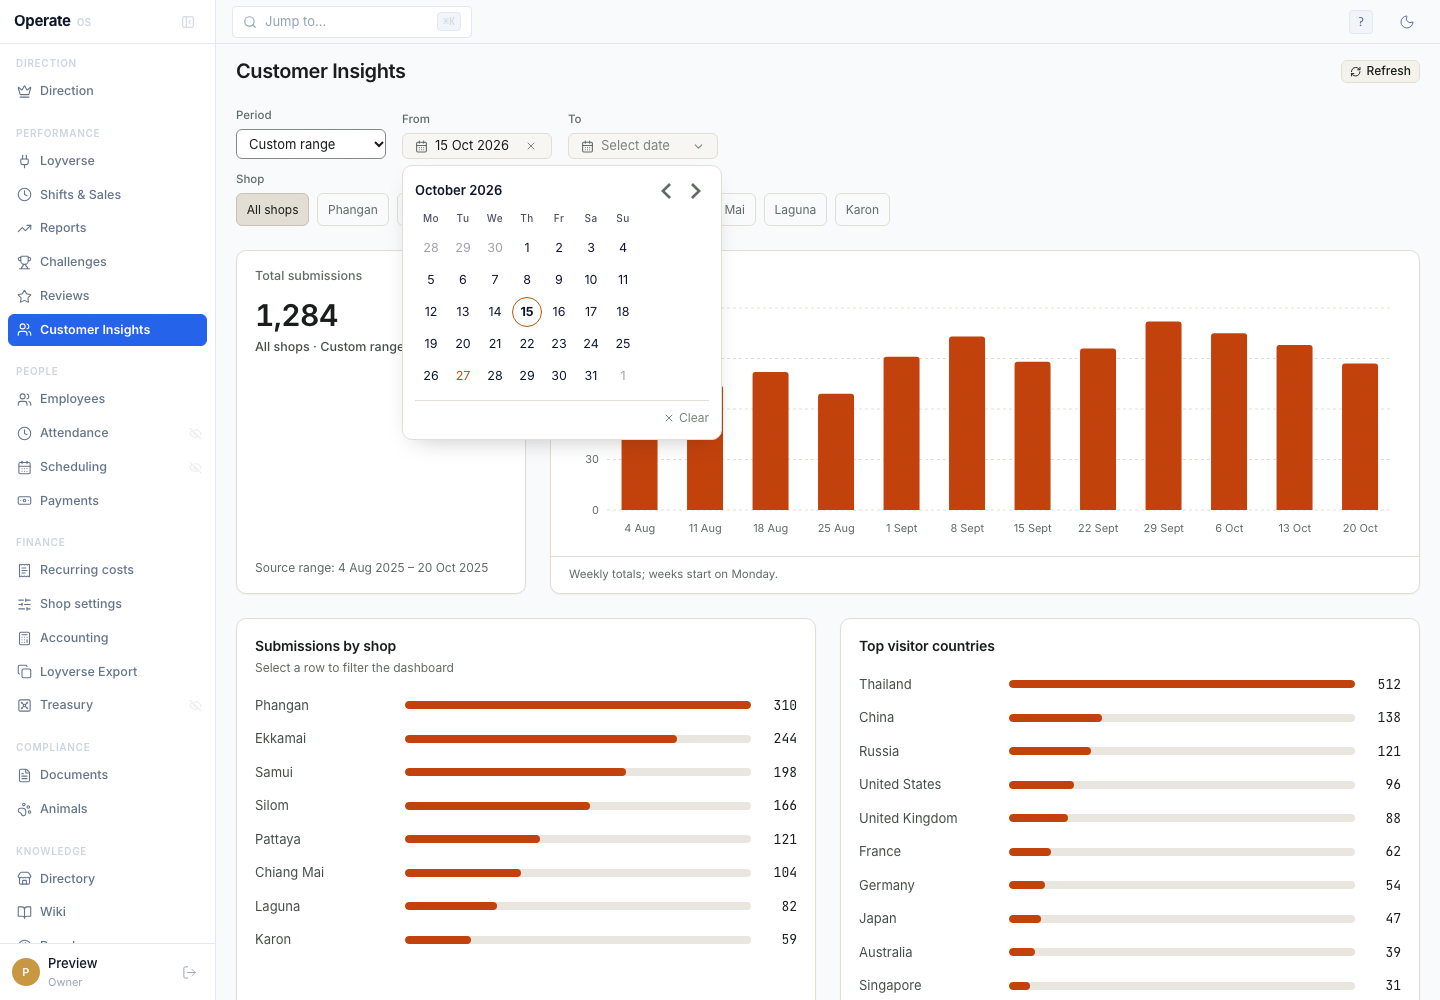 Operate OS
Jump to...
⌘K
?
DIRECTION
Direction
PERFORMANCE
Loyverse
Shifts & Sales
Reports
Challenges
Reviews
Customer Insights
PEOPLE
Employees
Attendance
Scheduling
Payments
FINANCE
Recurring costs
Shop settings
Accounting
Loyverse Export
Treasury
COMPLIANCE
Documents
Animals
KNOWLEDGE
Directory
Wiki
P
Preview
Owner
Customer Insights
Refresh
Period
From
To
Custom range
15 Oct 2026
Select date
Shop
All shops
Phangan
Mai
Laguna
Karon
October 2026
Mo Tu We Th Fr Sa Su
28 29 30 1 2 3 4
5 6 7 8 9 10 11
12 13 14 15 16 17 18
19 20 21 22 23 24 25
26 27 28 29 30 31 1
Clear
Total submissions
1,284
All shops · Custom range
Source range: 4 Aug 2025 – 20 Oct 2025
30
0
4 Aug 11 Aug 18 Aug 25 Aug 1 Sept 8 Sept 15 Sept 22 Sept 29 Sept 6 Oct 13 Oct 20 Oct
Weekly totals; weeks start on Monday.
Submissions by shop
Select a row to filter the dashboard
Phangan 310
Ekkamai 244
Samui 198
Silom 166
Pattaya 121
Chiang Mai 104
Laguna 82
Karon 59
Top visitor countries
Thailand 512
China 138
Russia 121
United States 96
United Kingdom 88
France 62
Germany 54
Japan 47
Australia 39
Singapore 31